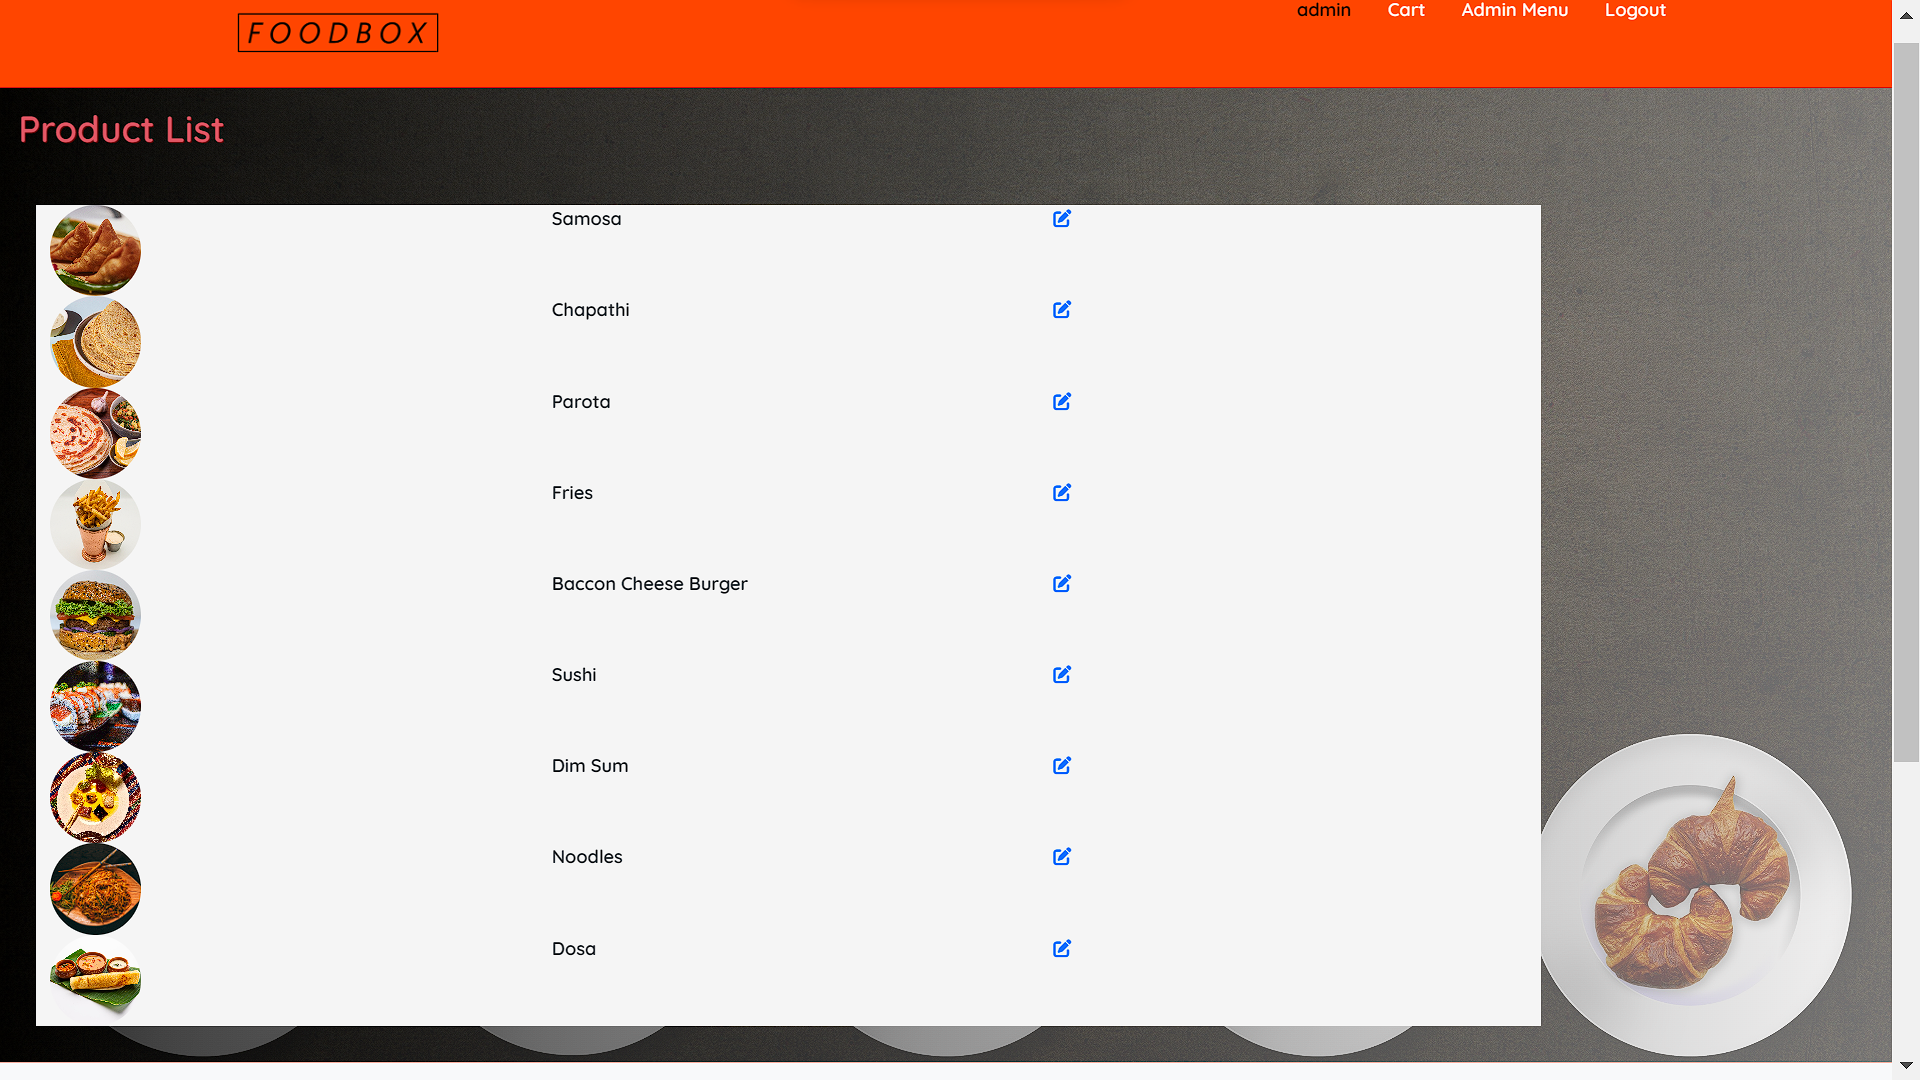 FOODBOX
admin Cart Admin Menu Logout
Product List
Samosa
Chapathi
Parota
Fries
Baccon Cheese Burger
Sushi
Dim Sum
Noodles
Dosa